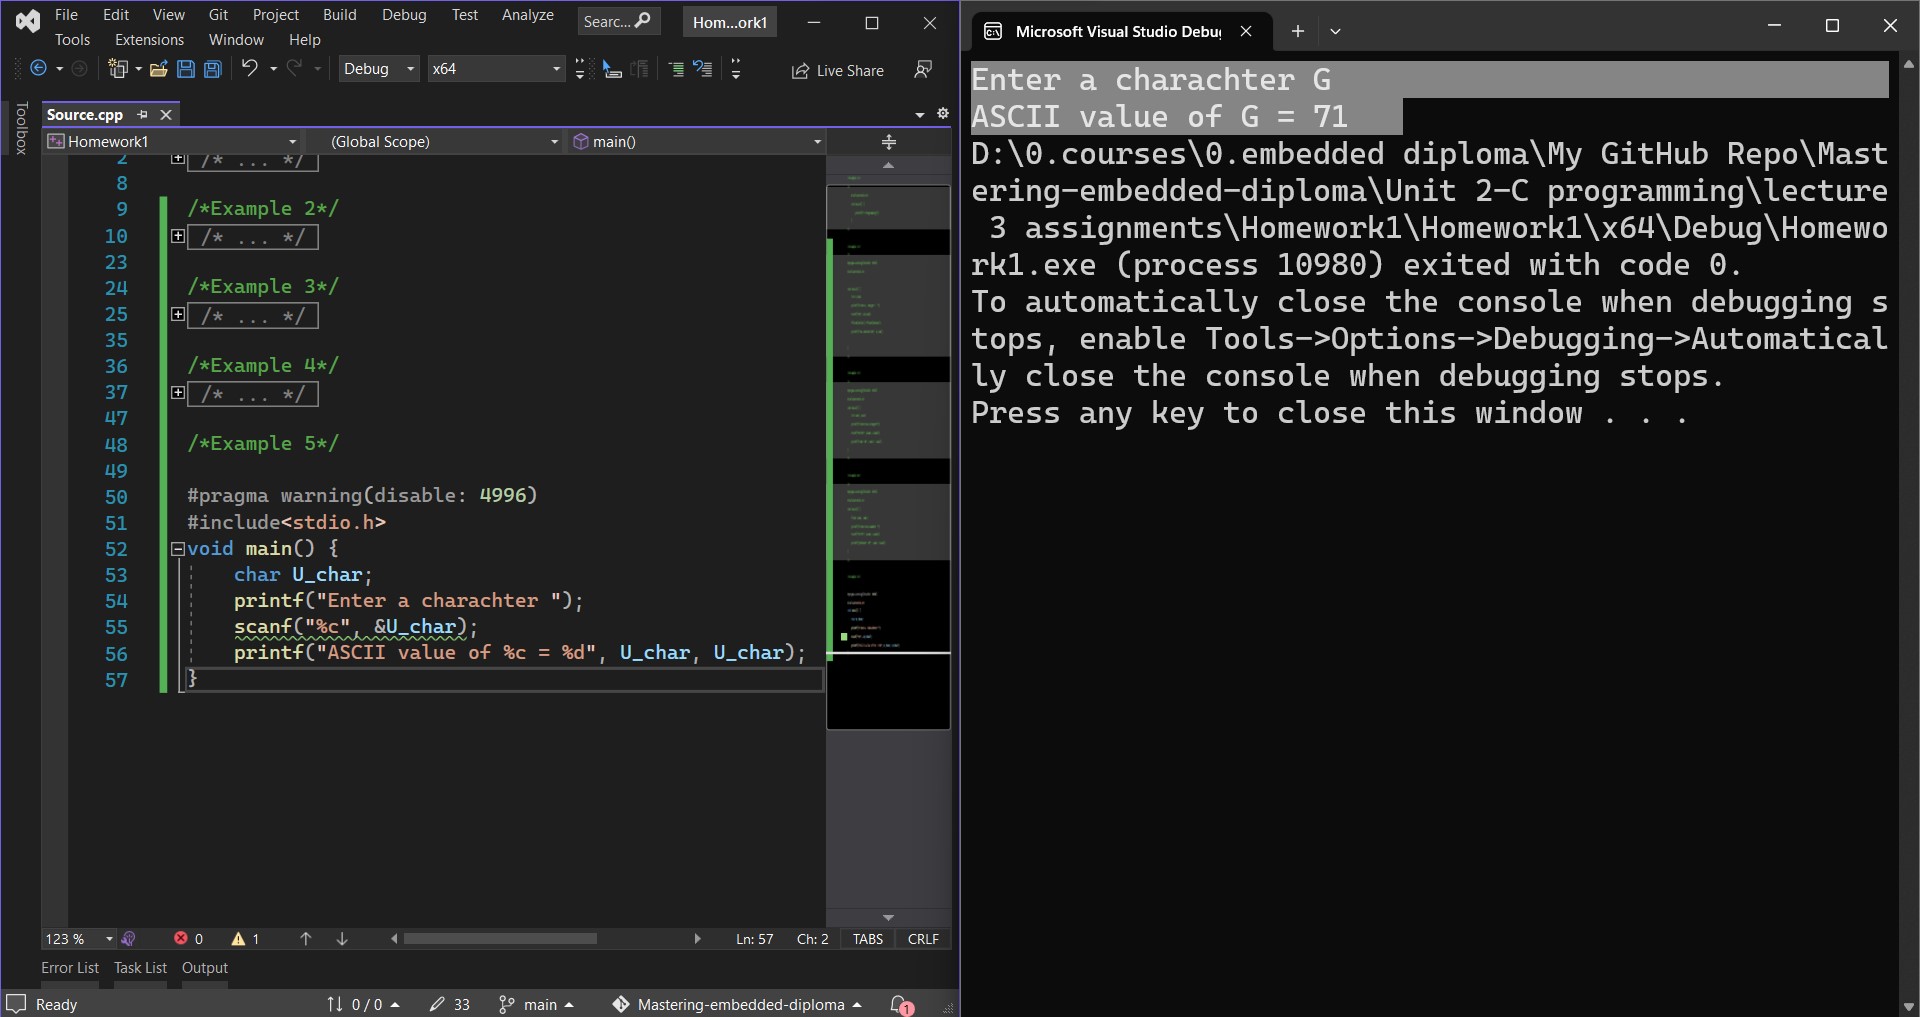 File Edit View Git Project Build Debug Test Analyze Searc... Hom...ork1
Tools Extensions Window Help
Debug x64 Live Share
Toolbox
Source.cpp
Homework1 (Global Scope) main()
2 /* ... */
8
9 /*Example 2*/
10 /* ... */
23
24 /*Example 3*/
25 /* ... */
35
36 /*Example 4*/
37 /* ... */
47
48 /*Example 5*/
49
50 #pragma warning(disable: 4996)
51 #include<stdio.h>
52 void main() {
53 char U_char;
54 printf("Enter a charachter ");
55 scanf("%c", &U_char);
56 printf("ASCII value of %c = %d", U_char, U_char);
57 }
123 % 0 1 Ln: 57 Ch: 2 TABS CRLF
Error List Task List Output
Ready 0 / 0 33 main Mastering-embedded-diploma 1
Microsoft Visual Studio Debu
Enter a charachter G
ASCII value of G = 71
D:\0.courses\0.embedded diploma\My GitHub Repo\Mast
ering-embedded-diploma\Unit 2-C programming\lecture
3 assignments\Homework1\Homework1\x64\Debug\Homewo
rk1.exe (process 10980) exited with code 0.
To automatically close the console when debugging s
tops, enable Tools->Options->Debugging->Automatical
ly close the console when debugging stops.
Press any key to close this window . . .